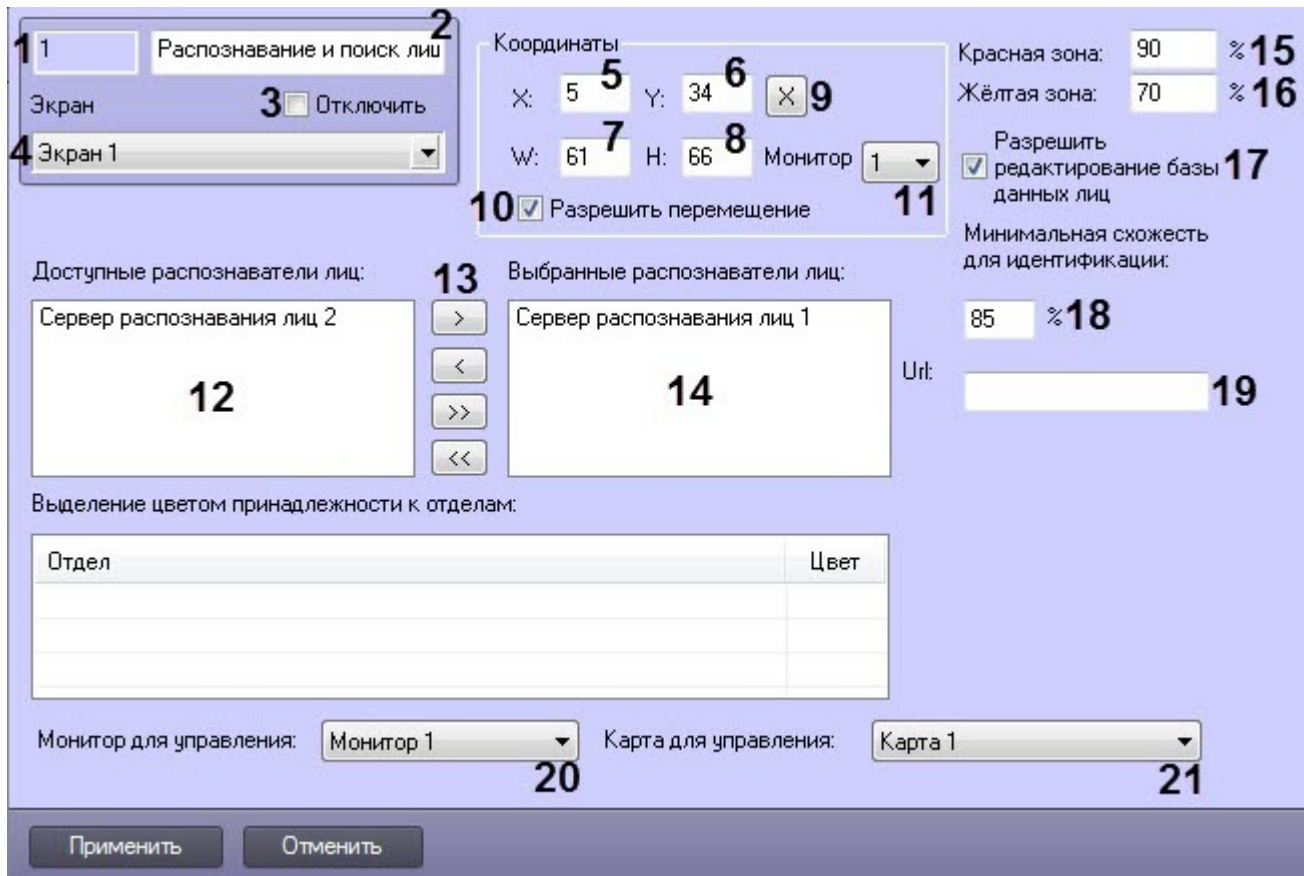 1 1 Распознавание и поиск лиц 2
Экран 3 Отключить
4 Экран 1
Координаты
X: 5 5 Y: 34 6 X 9
W: 61 7 H: 66 8 Монитор 1 11
10 Разрешить перемещение
Красная зона: 90 % 15
Жёлтая зона: 70 % 16
Разрешить
редактирование базы 17
данных лиц
Минимальная схожесть
для идентификации:
85 % 18
Url: 19
Доступные распознаватели лиц:
Сервер распознавания лиц 2
12
13
>
<
>>
<<
Выбранные распознаватели лиц:
Сервер распознавания лиц 1
14
Выделение цветом принадлежности к отделам:
Отдел Цвет
Монитор для управления: Монитор 1 20
Карта для управления: Карта 1 21
Применить Отменить